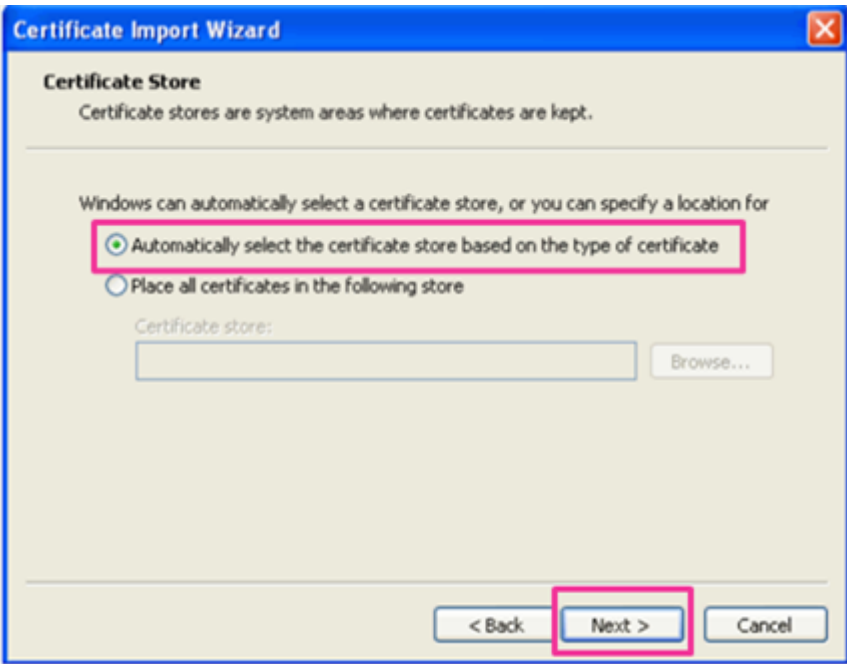 Certificate Import Wizard
Certificate Store
Certificate stores are system areas where certificates are kept.
Windows can automatically select a certificate store, or you can specify a location for
Automatically select the certificate store based on the type of certificate
Place all certificates in the following store
Certificate store:
Browse...
< Back Next > Cancel